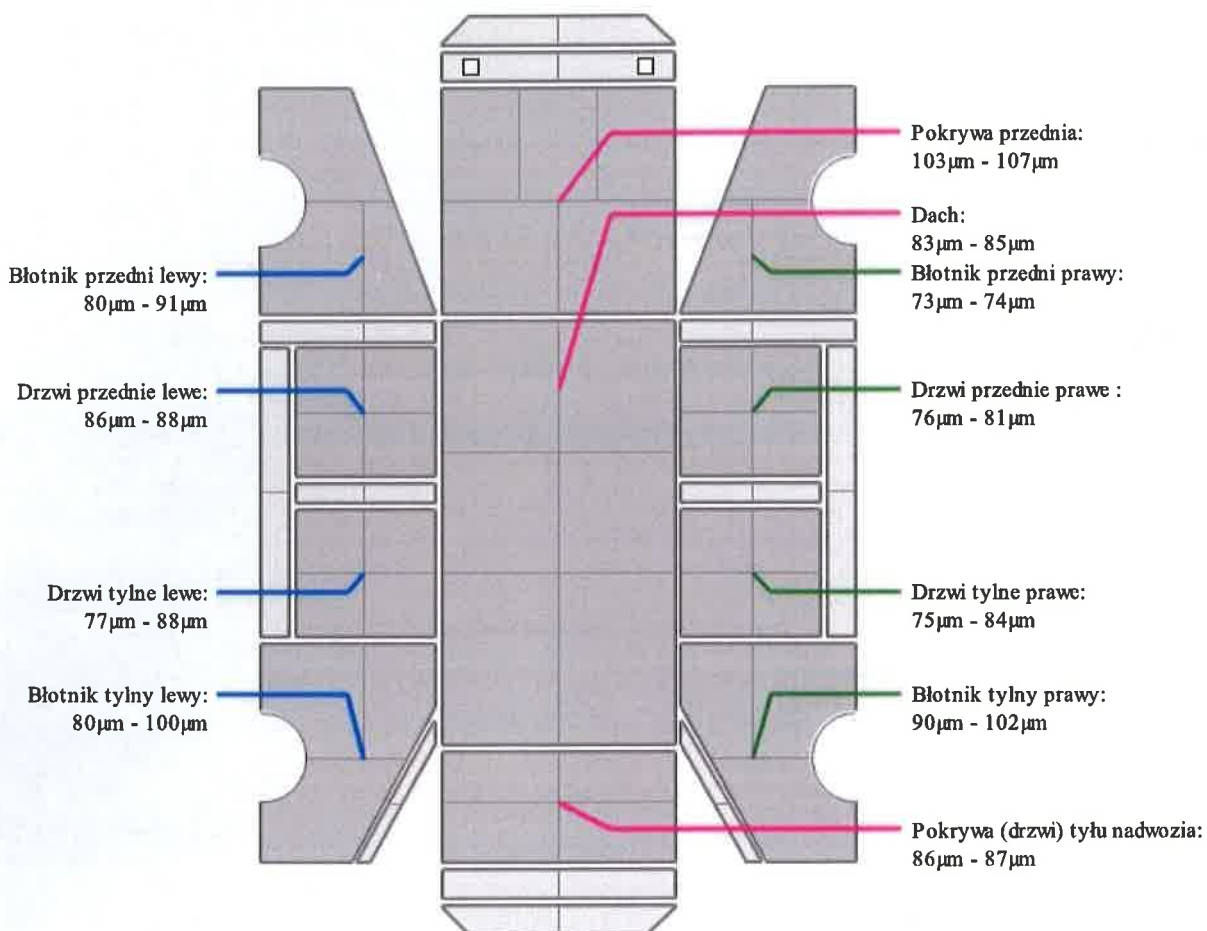 Pokrywa przednia:
103µm - 107µm
Dach:
83µm - 85µm
Błotnik przedni lewy:
80µm - 91µm
Błotnik przedni prawy:
73µm - 74µm
Drzwi przednie lewe:
86µm - 88µm
Drzwi przednie prawe :
76µm - 81µm
Drzwi tylne lewe:
77µm - 88µm
Drzwi tylne prawe:
75µm - 84µm
Błotnik tylny lewy:
80µm - 100µm
Błotnik tylny prawy:
90µm - 102µm
Pokrywa (drzwi) tyłu nadwozia:
86µm - 87µm